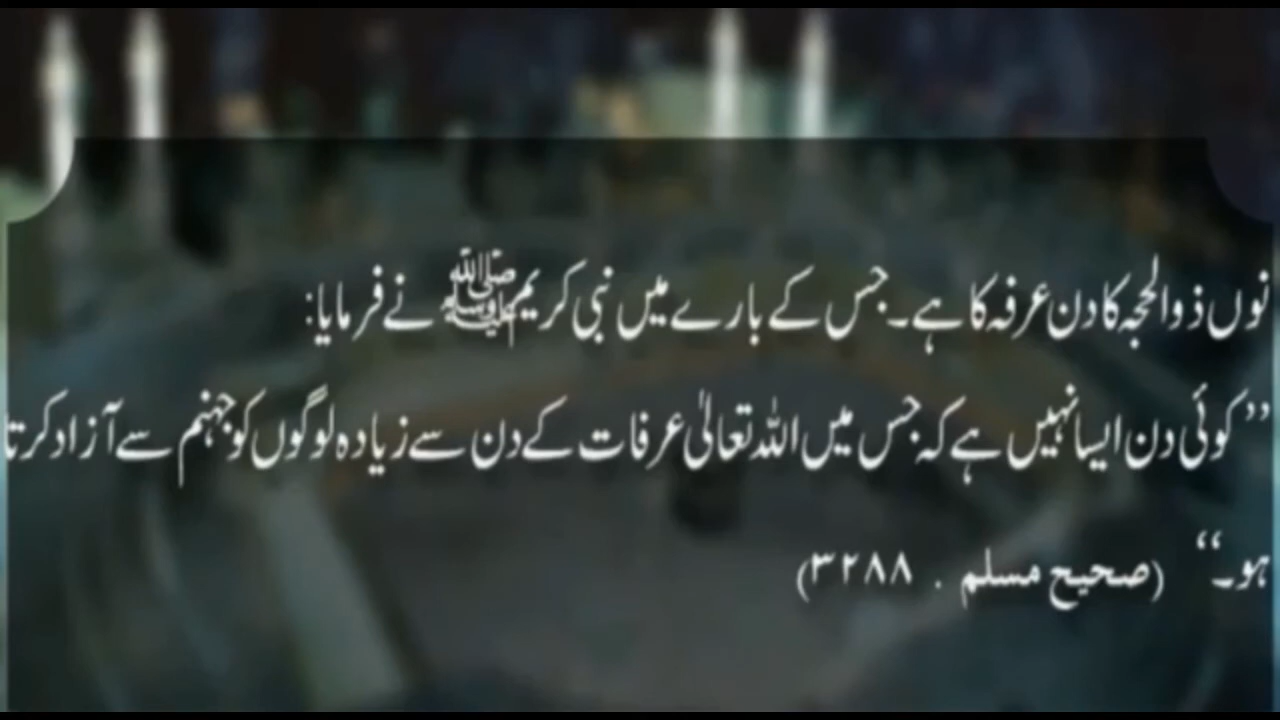 نوں ذوالحجہ کا دن عرفہ کا ہے۔ جس کے بارے میں نبی کریم ﷺ نے فرمایا:
’’کوئی دن ایسا نہیں ہے کہ جس میں اللہ تعالیٰ عرفات کے دن سے زیادہ لوگوں کو جہنم سے آزاد کرتا
ہو۔‘‘ (صحیح مسلم . ۳۲۸۸)